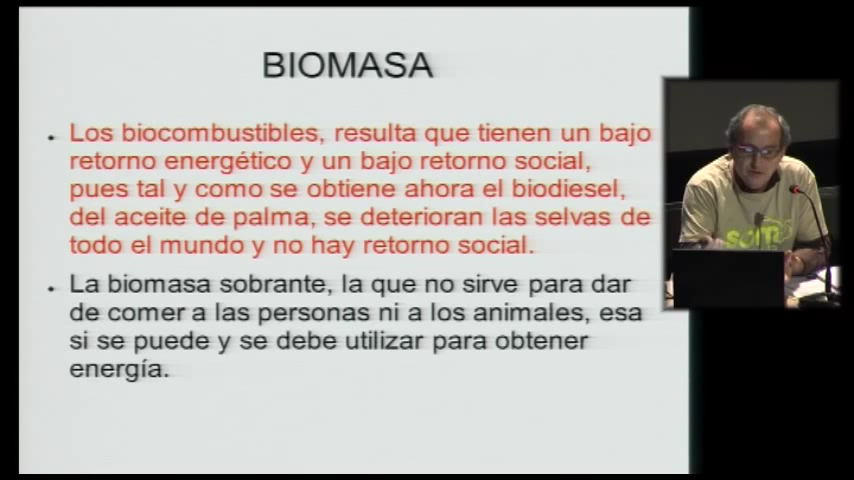 BIOMASA
• Los biocombustibles, resulta que tienen un bajo
retorno energético y un bajo retorno social,
pues tal y como se obtiene ahora el biodiesel,
del aceite de palma, se deterioran las selvas de
todo el mundo y no hay retorno social.
• La biomasa sobrante, la que no sirve para dar
de comer a las personas ni a los animales, esa
si se puede y se debe utilizar para obtener
energía.